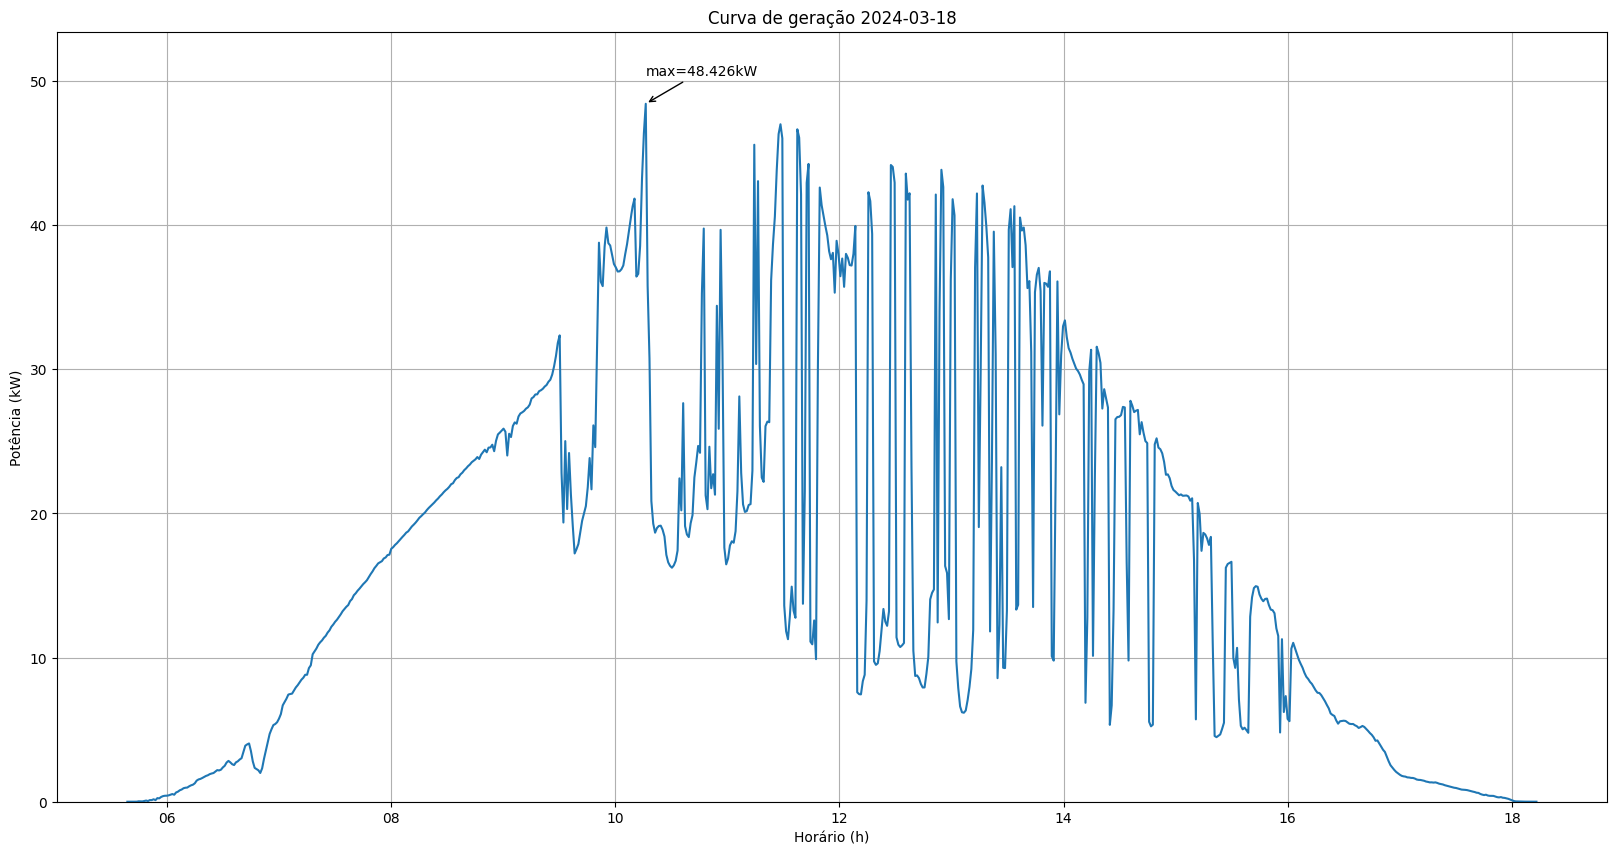 Curva de geração 2024-03-18
max=48.426kW
50
40
30
20
10
0
Potência (kW)
06 08 10 12 14 16 18
Horário (h)